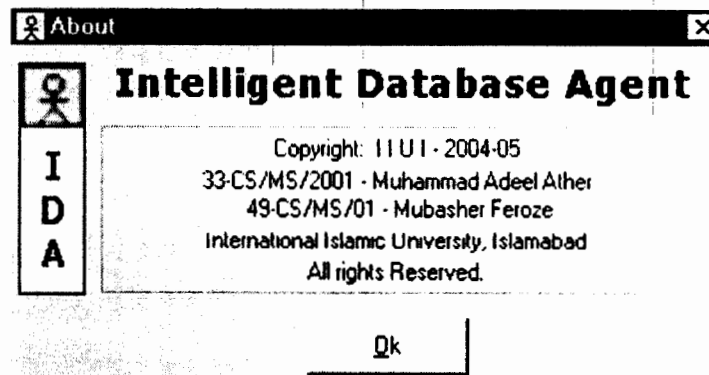 About
Intelligent Database Agent
I
D
A
Copyright: I I U I - 2004-05
33-CS/MS/2001 - Muhammad Adeel Ather
49-CS/MS/01 - Mubasher Feroze
International Islamic University, Islamabad
All rights Reserved.
Ok